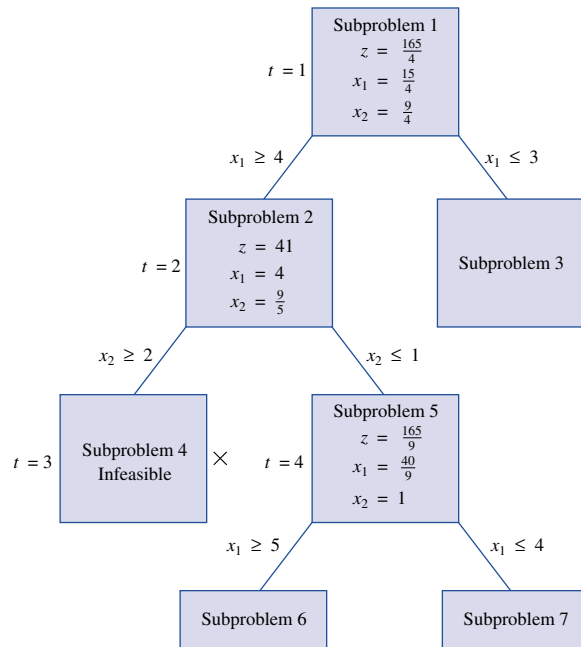 Subproblem 1
z = 165/4
t = 1
x₁ = 15/4
x₂ = 9/4
x₁ ≥ 4
x₁ ≤ 3
Subproblem 2
z = 41
t = 2
x₁ = 4
x₂ = 9/5
Subproblem 3
x₂ ≥ 2
x₂ ≤ 1
Subproblem 4
Infeasible
t = 3
×
Subproblem 5
z = 165/9
t = 4
x₁ = 40/9
x₂ = 1
x₁ ≥ 5
x₁ ≤ 4
Subproblem 6
Subproblem 7